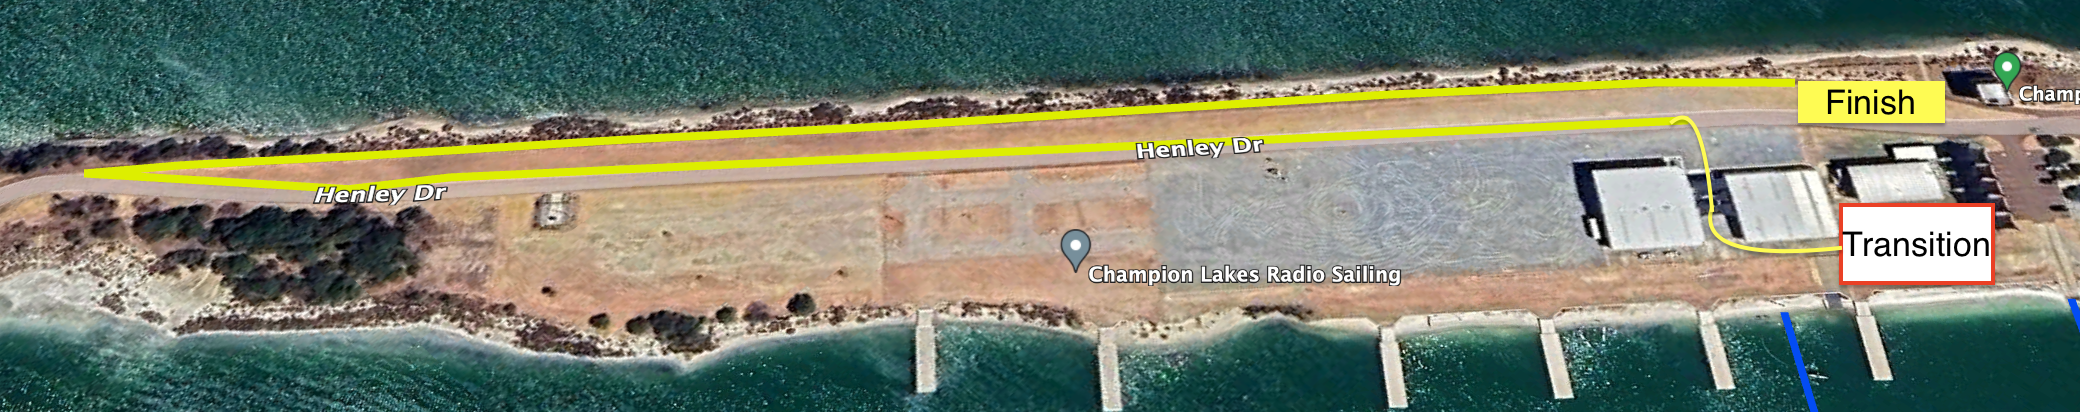 Champ
Finish
Henley Dr
Henley Dr
Transition
Champion Lakes Radio Sailing